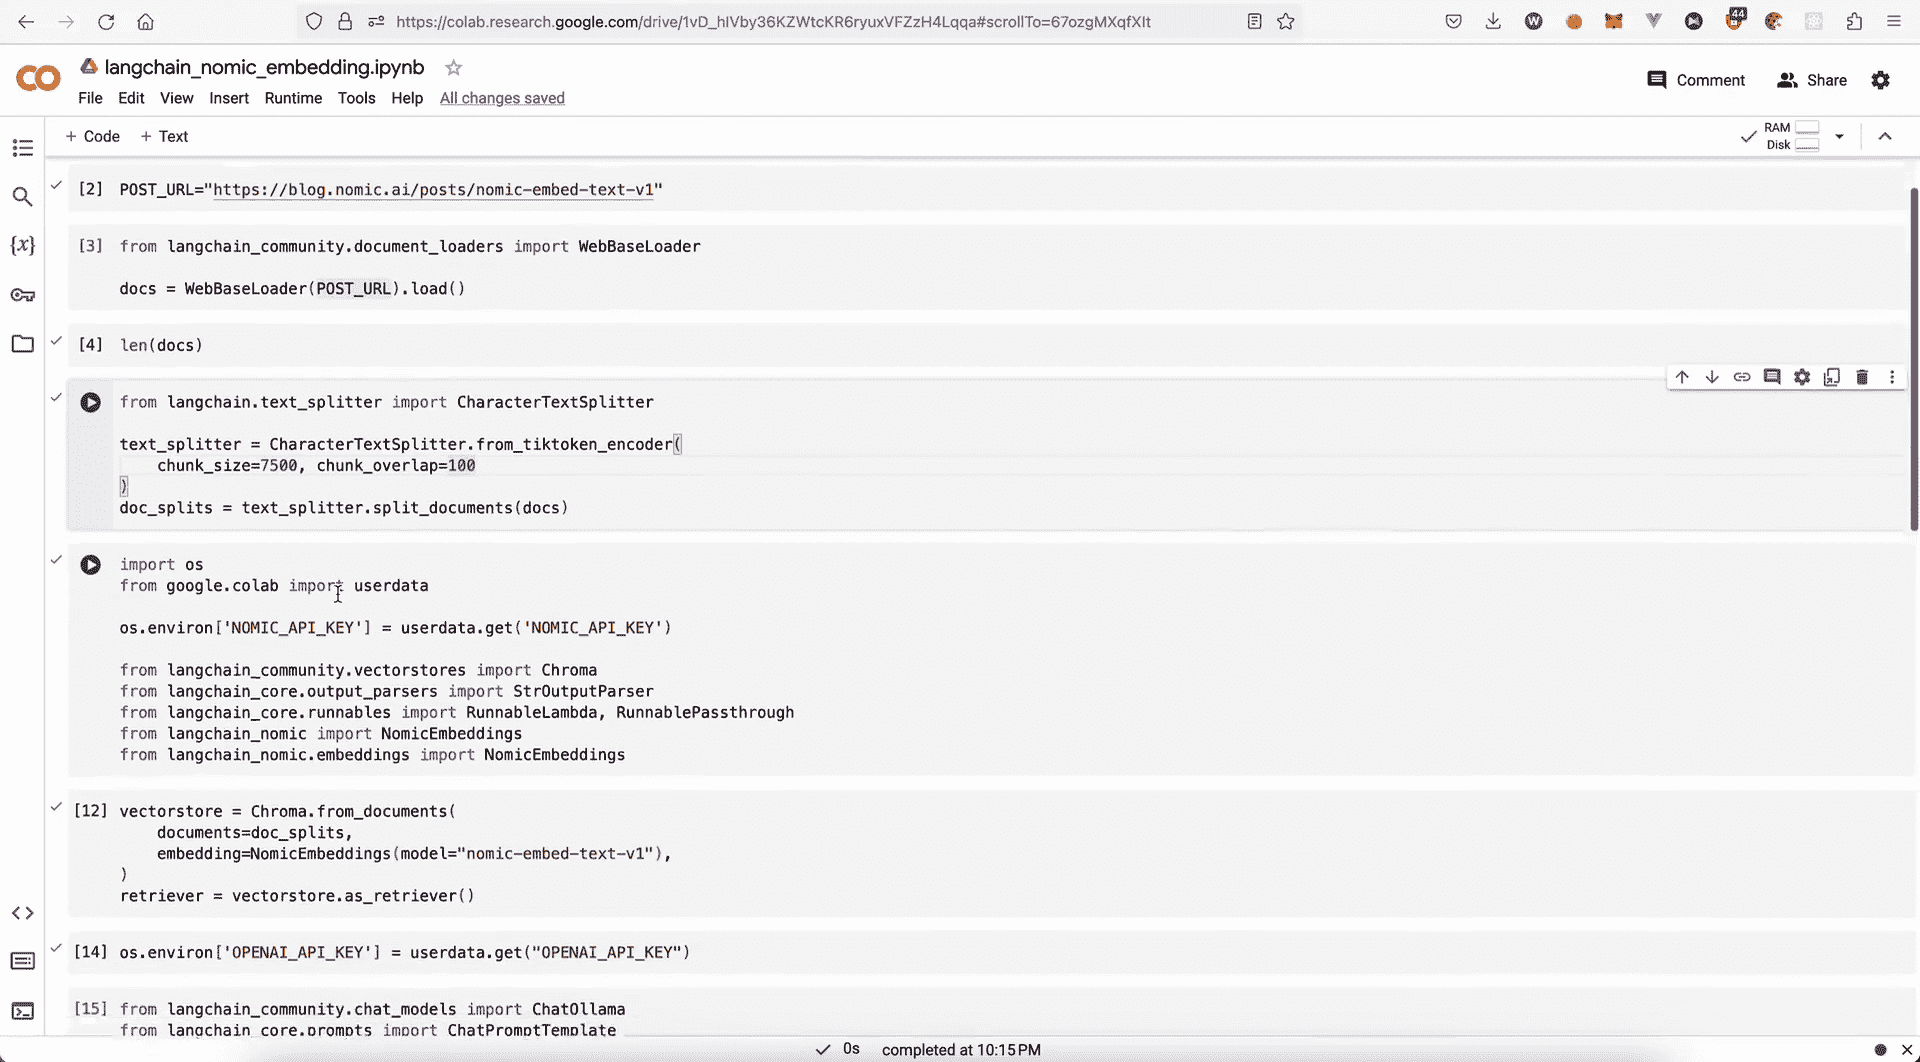 https://colab.research.google.com/drive/1vD_hIVby36KZWtcKR6ryuxVFZzH4Lqqa#scrollTo=67ozgMXqfXIt
44
langchain_nomic_embedding.ipynb
Comment
Share
File Edit View Insert Runtime Tools Help All changes saved
+ Code + Text
RAM
Disk
[2] POST_URL="https://blog.nomic.ai/posts/nomic-embed-text-v1"
[3] from langchain_community.document_loaders import WebBaseLoader
docs = WebBaseLoader(POST_URL).load()
[4] len(docs)
from langchain.text_splitter import CharacterTextSplitter
text_splitter = CharacterTextSplitter.from_tiktoken_encoder(
    chunk_size=7500, chunk_overlap=100
)
doc_splits = text_splitter.split_documents(docs)
import os
from google.colab import userdata
os.environ['NOMIC_API_KEY'] = userdata.get('NOMIC_API_KEY')
from langchain_community.vectorstores import Chroma
from langchain_core.output_parsers import StrOutputParser
from langchain_core.runnables import RunnableLambda, RunnablePassthrough
from langchain_nomic import NomicEmbeddings
from langchain_nomic.embeddings import NomicEmbeddings
[12] vectorstore = Chroma.from_documents(
    documents=doc_splits,
    embedding=NomicEmbeddings(model="nomic-embed-text-v1"),
)
retriever = vectorstore.as_retriever()
[14] os.environ['OPENAI_API_KEY'] = userdata.get("OPENAI_API_KEY")
[15] from langchain_community.chat_models import ChatOllama
from langchain_core.prompts import ChatPromptTemplate
0s completed at 10:15 PM